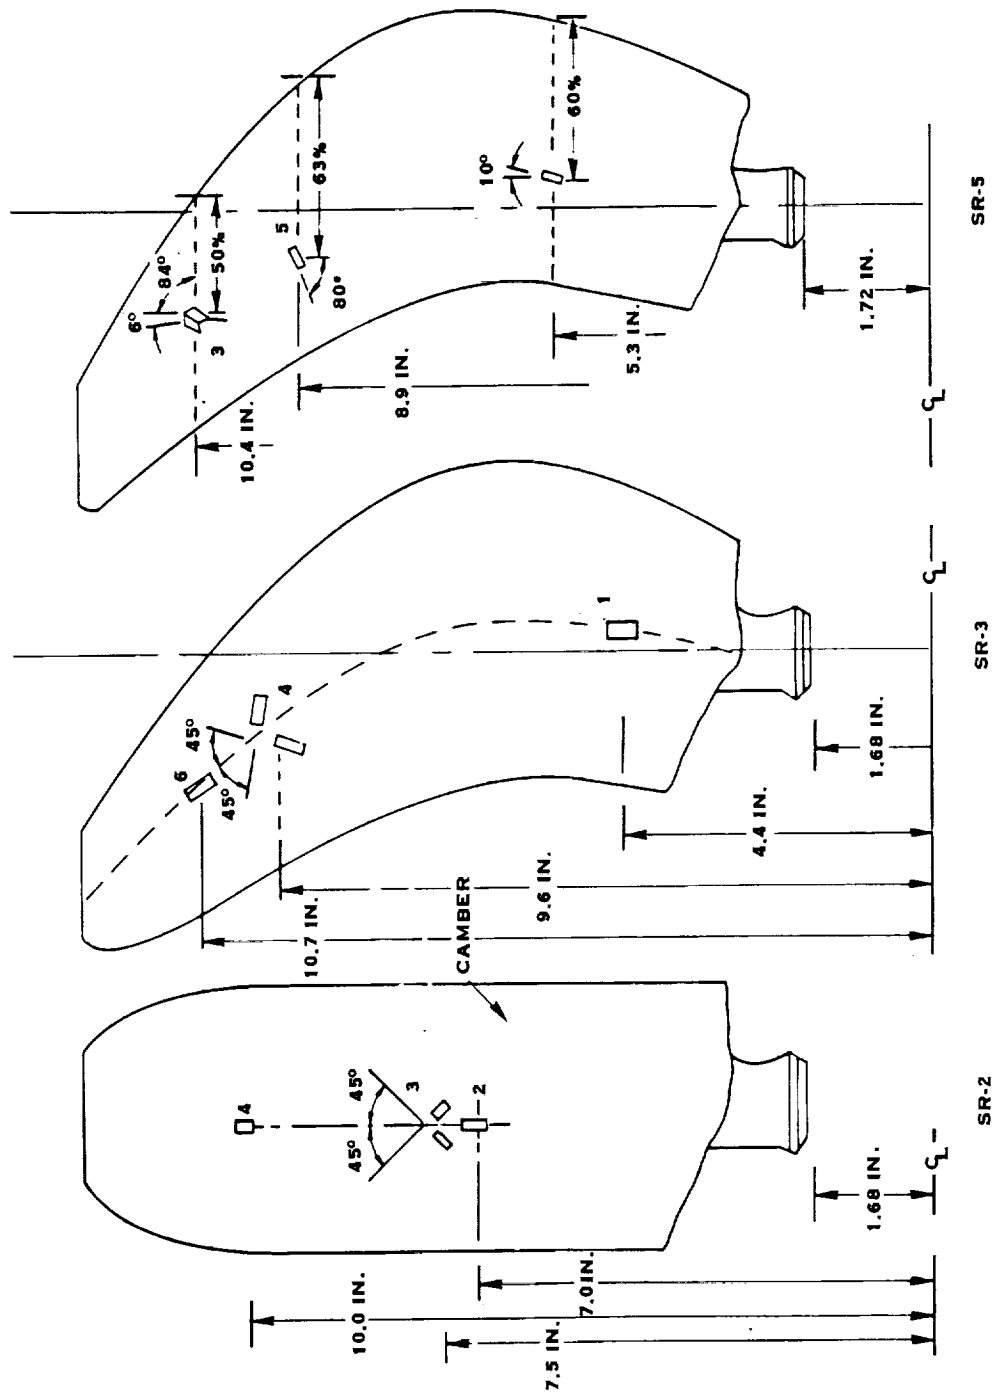 4
45°
45°
3
2
CAMBER
10.0 IN.
7.5 IN.
7.0 IN.
1.68 IN.
CL
SR-2
6
45°
45°
4
1
10.7 IN.
9.6 IN.
4.4 IN.
1.68 IN.
CL
SR-3
6°
84°
50%
3
5
63%
80°
10°
60%
10.4 IN.
8.9 IN.
5.3 IN.
1.72 IN.
CL
SR-5